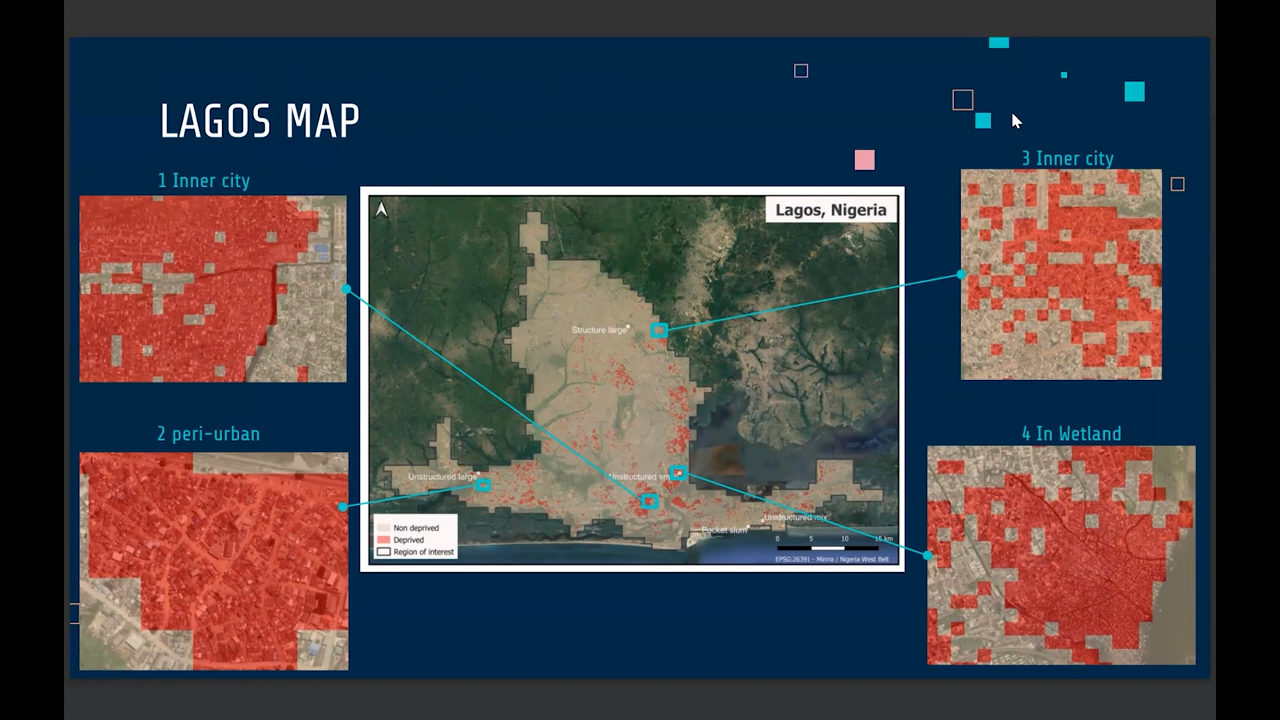 LAGOS MAP
1 Inner city
3 Inner city
Lagos, Nigeria
Structure large
2 peri-urban
4 In Wetland
Unstructured large
Unstructured sm
Unstructured mix
Pocket slum
Non deprived
Deprived
Region of interest
0 5 10 15 km
EPSG:26391 - Minna / Nigeria West Belt